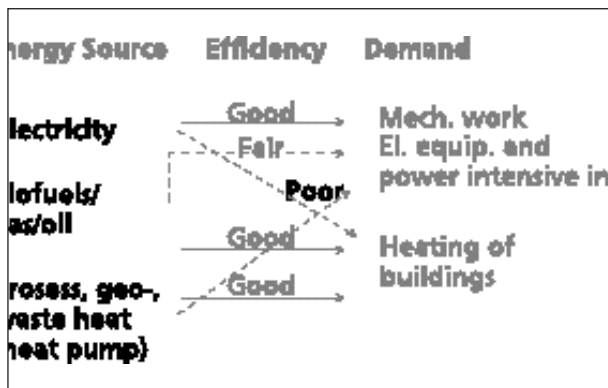 nergy Source Efficiency Demand
Good
lectricity
Mech. work
Fair
El. equip. and
power intensive in
iofuels/
as/oil
Poor
Good
Heating of
buildings
Good
rosess, geo-,
vaste heat
heat pump)